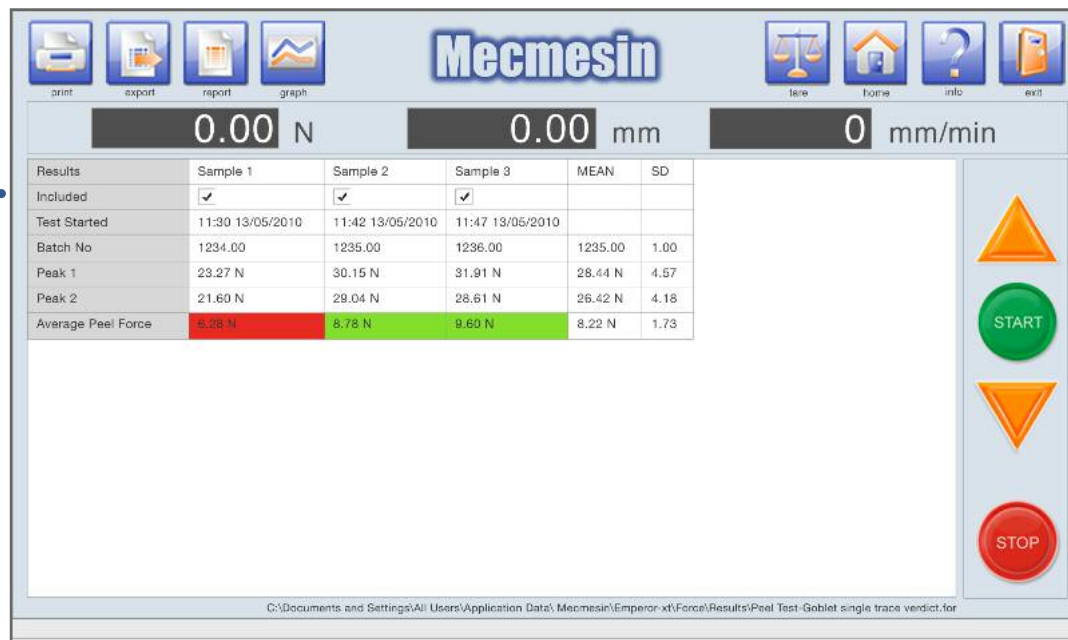 Mecmesin
print export report graph tare home info exit
0.00 N 0.00 mm 0 mm/min
Results Sample 1 Sample 2 Sample 3 MEAN SD
Included
Test Started 11:30 13/05/2010 11:42 13/05/2010 11:47 13/05/2010
Batch No 1234.00 1235.00 1236.00 1235.00 1.00
Peak 1 23.27 N 30.15 N 31.91 N 28.44 N 4.57
Peak 2 21.60 N 29.04 N 28.61 N 26.42 N 4.18
Average Peel Force 6.28 N 8.78 N 9.60 N 8.22 N 1.73
START
STOP
C:\Documents and Settings\All Users\Application Data\ Mecmesin\Emperor-xt\Force\Results\Peel Test-Goblet single trace verdict.for